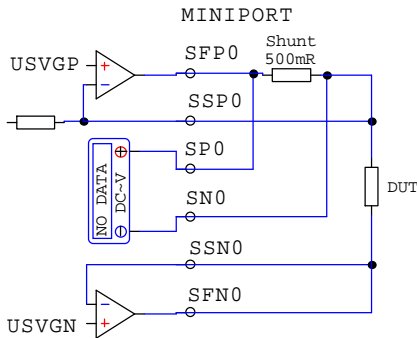 MINIPORT
Shunt
500mR
USVGP
SFP0
SSP0
SP0
NO DATA
DC~V
SN0
DUT
SSN0
SFN0
USVGN